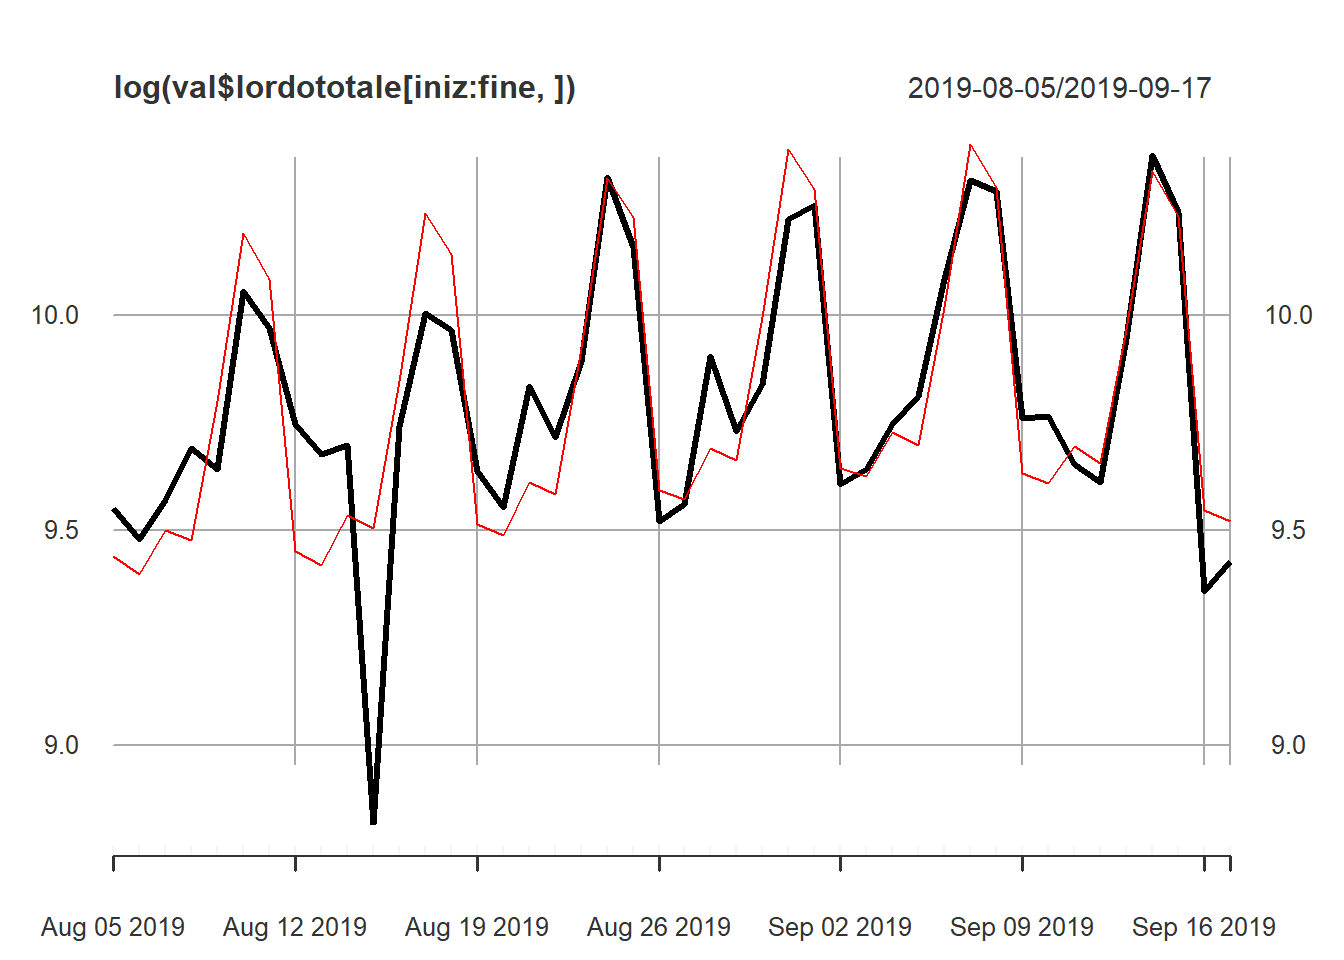 log(val$lordototale[iniz:fine, ]) 2019-08-05/2019-09-17
10.0 10.0
9.5 9.5
9.0 9.0
Aug 05 2019 Aug 12 2019 Aug 19 2019 Aug 26 2019 Sep 02 2019 Sep 09 2019 Sep 16 2019